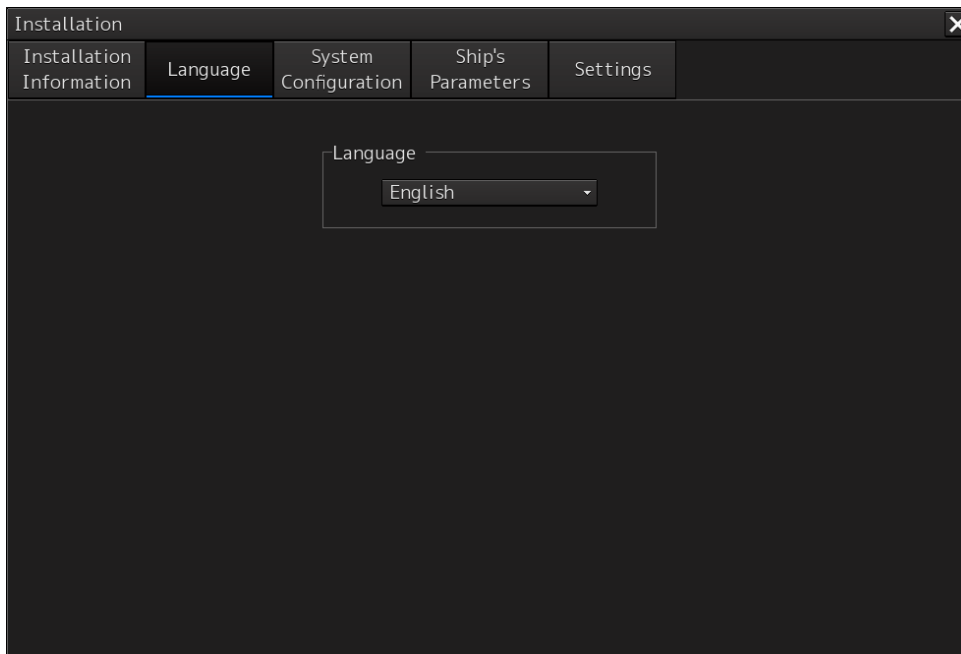 Installation
Installation
Information
Language
System
Configuration
Ship's
Parameters
Settings
Language
English